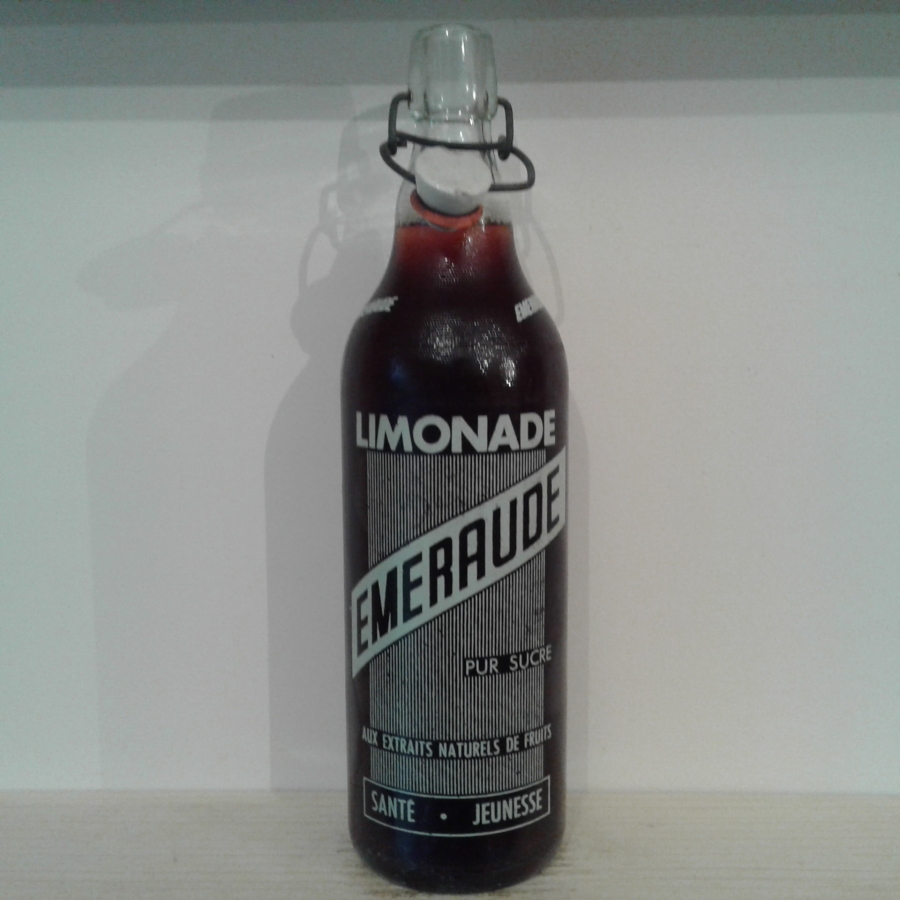 LIMONADE
EMERAUDE
PUR SUCRE
AUX EXTRAITS NATURELS DE FRUITS
SANTÉ • JEUNESSE